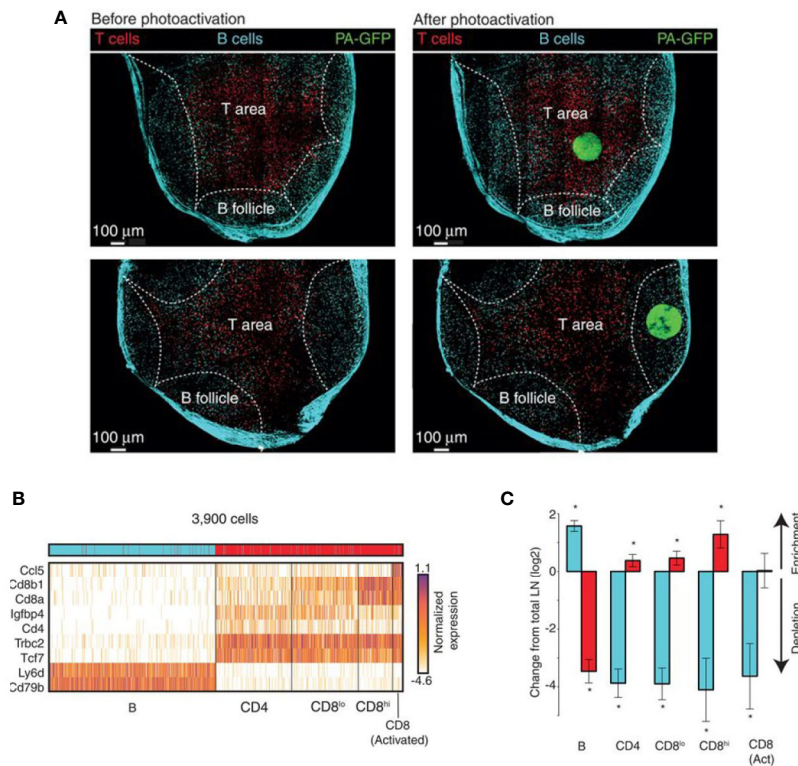 A
Before photoactivation
After photoactivation
T cells B cells PA-GFP
T cells B cells PA-GFP
T area
B follicle
100 μm
T area
B follicle
100 μm
T area
B follicle
100 μm
T area
B follicle
100 μm
B
3,900 cells
Ccl5
Cd8b1
Cd8a
Igfbp4
Cd4
Trbc2
Tcf7
Ly6d
Cd79b
B CD4 CD8lo CD8hi
CD8
(Activated)
1.1
-4.6
Normalized
expression
C
Change from total LN (log2)
2
0
-2
-4
* * * * * * * * *
B CD4 CD8lo CD8hi CD8
(Act)
Enrichment
Depletion